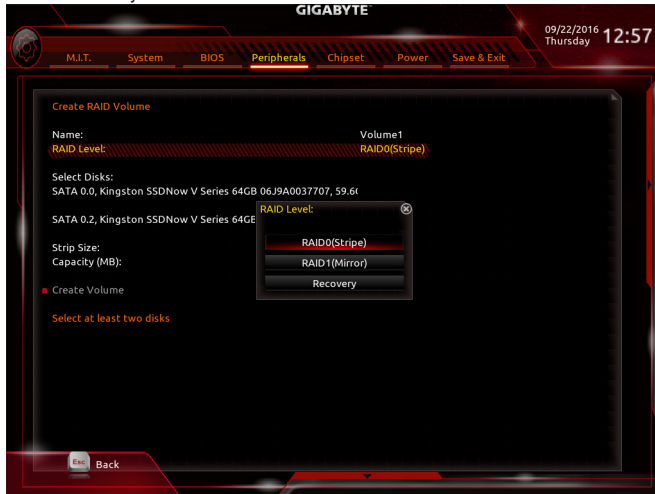 GIGABYTE
09/22/2016 12:57
Thursday
M.I.T. System BIOS Peripherals Chipset Power Save & Exit
Create RAID Volume
Name: Volume1
RAID Level: RAID0(Stripe)
Select Disks:
SATA 0.0, Kingston SSDNow V Series 64GB 06J9A0037707, 59.6
SATA 0.2, Kingston SSDNow V Series 64GB
RAID Level:
RAID0(Stripe)
RAID1(Mirror)
Recovery
Strip Size:
Capacity (MB):
Create Volume
Select at least two disks
Esc Back